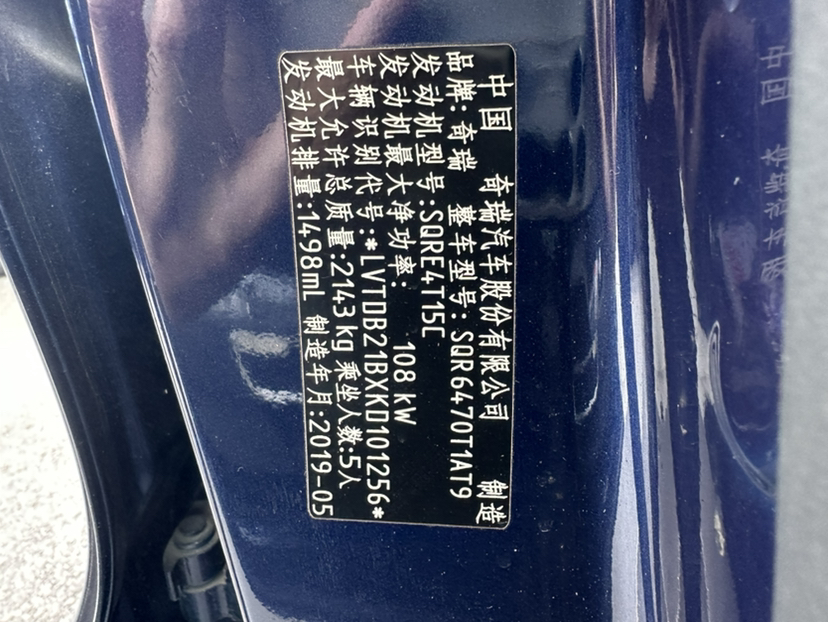 中国 奇瑞汽车股份有限公司 制造
品牌: 奇瑞 整车型号: SQR6470T1AT9
发动机型号:SQRE4T15C
发动机最大净功率: 108 kW
车辆识别代号:*LVTDB21BXKD101256*
最大允许总质量:2143kg 乘坐人数:5人
发动机排量:1498mL 制造年月:2019-05